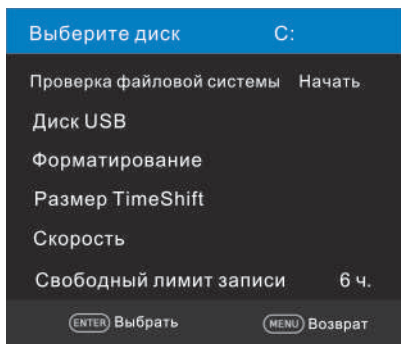 Выберите диск C:
Проверка файловой системы Начать
Диск USB
Форматирование
Размер TimeShift
Скорость
Свободный лимит записи 6 ч.
ENTER Выбрать MENU Возврат